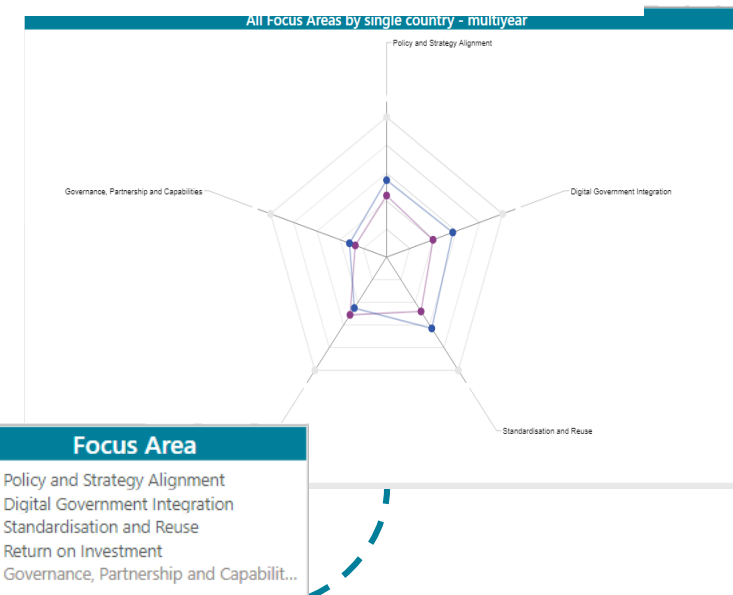 All Focus Areas by single country - multiyear
Policy and Strategy Alignment
Governance, Partnership and Capabilities
Digital Government Integration
Standardisation and Reuse
Focus Area
Policy and Strategy Alignment
Digital Government Integration
Standardisation and Reuse
Return on Investment
Governance, Partnership and Capabilit...